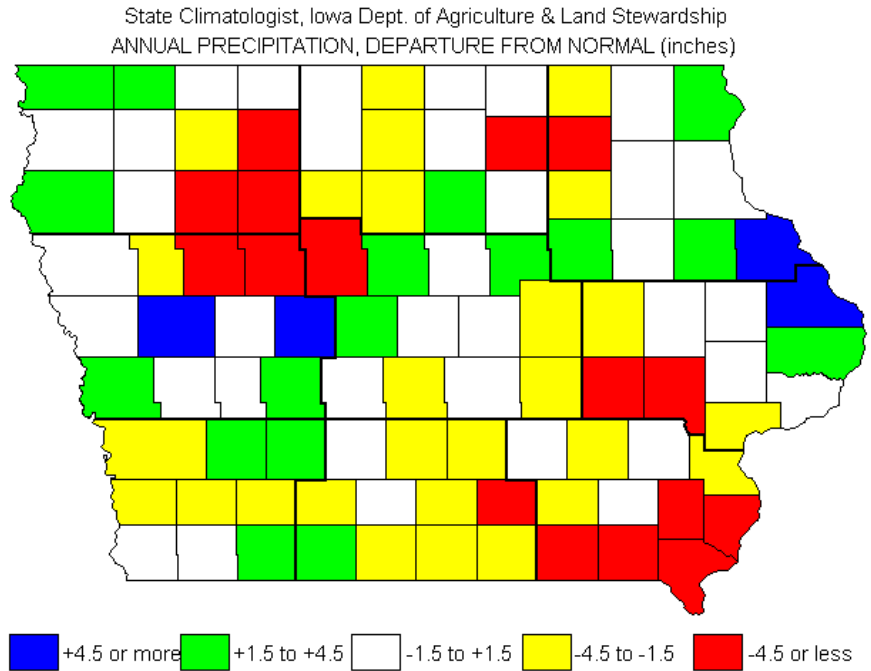 State Climatologist, Iowa Dept. of Agriculture & Land Stewardship
ANNUAL PRECIPITATION, DEPARTURE FROM NORMAL (inches)
+4.5 or more +1.5 to +4.5 -1.5 to +1.5 -4.5 to -1.5 -4.5 or less